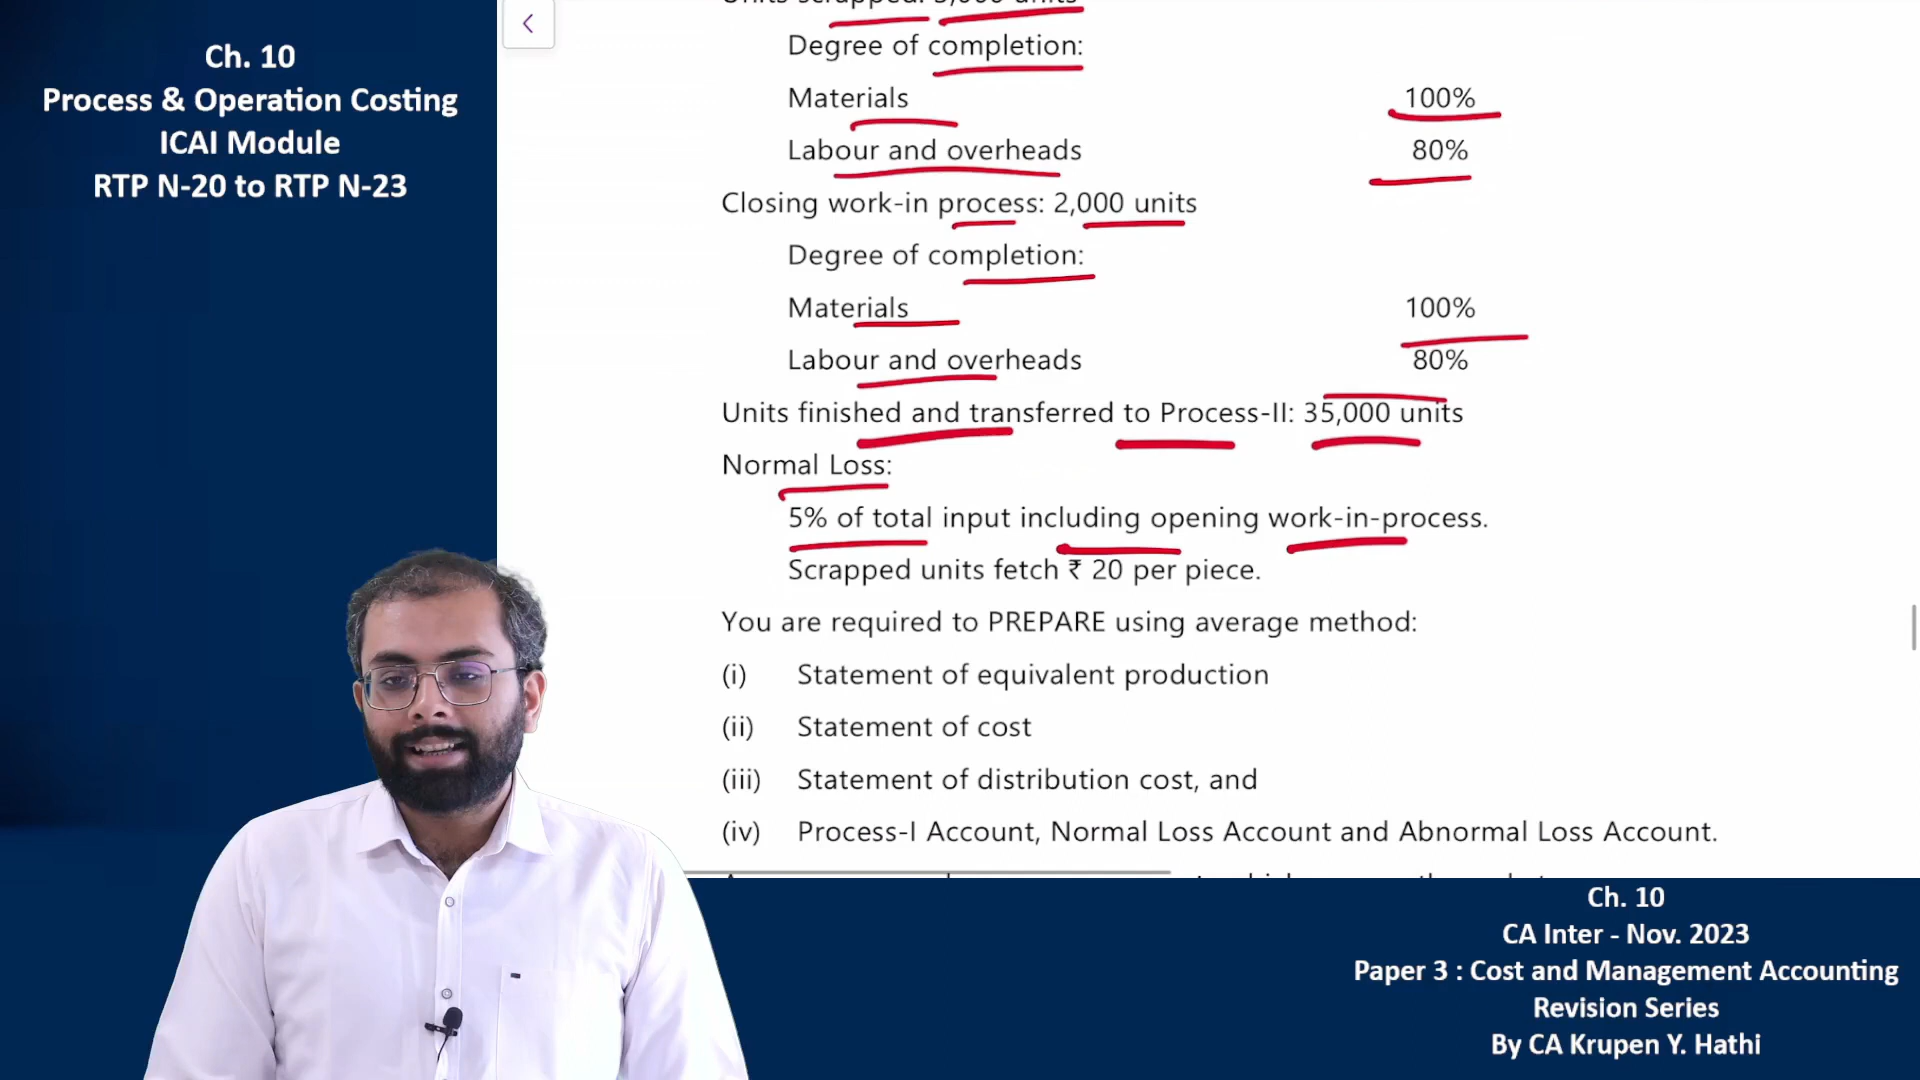 Ch. 10
Process & Operation Costing
ICAI Module
RTP N-20 to RTP N-23
Units scrapped: 3,000 units
Degree of completion:
Materials 100%
Labour and overheads 80%
Closing work-in process: 2,000 units
Degree of completion:
Materials 100%
Labour and overheads 80%
Units finished and transferred to Process-II: 35,000 units
Normal Loss:
5% of total input including opening work-in-process.
Scrapped units fetch ₹ 20 per piece.
You are required to PREPARE using average method:
(i) Statement of equivalent production
(ii) Statement of cost
(iii) Statement of distribution cost, and
(iv) Process-I Account, Normal Loss Account and Abnormal Loss Account.
Ch. 10
CA Inter - Nov. 2023
Paper 3 : Cost and Management Accounting
Revision Series
By CA Krupen Y. Hathi